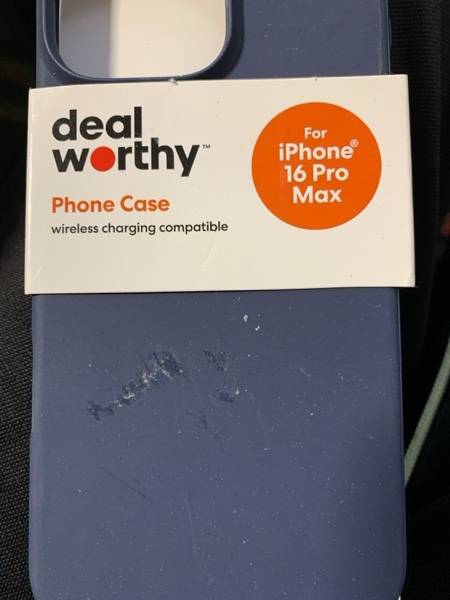 deal
worthy™
Phone Case
wireless charging compatible
For
iPhone®
16 Pro
Max